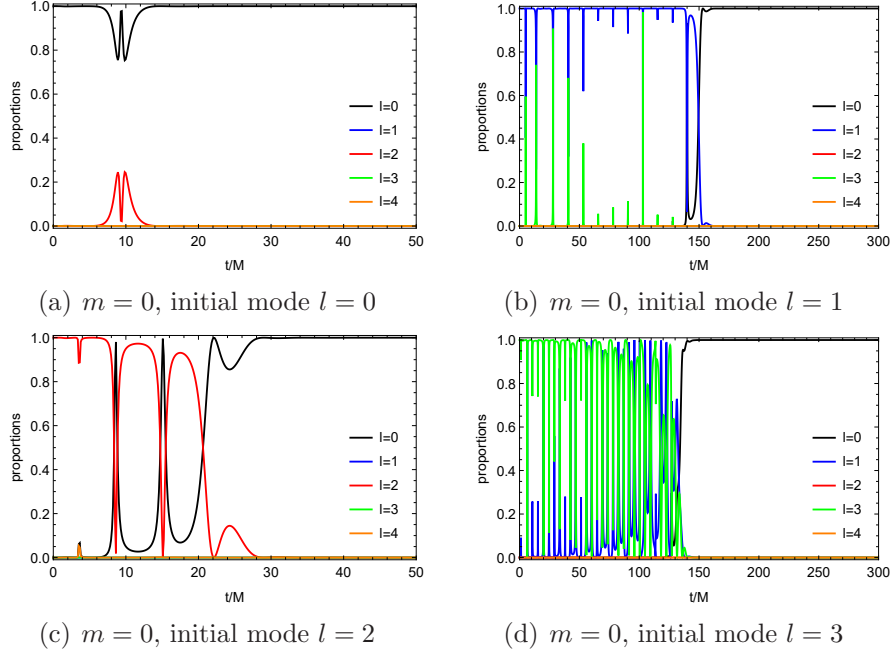 1.0
0.8
0.6
0.4
0.2
0.0
proportions
l=0
l=1
l=2
l=3
l=4
0 10 20 30 40 50
t/M
(a) m = 0, initial mode l = 0
1.0
0.8
0.6
0.4
0.2
0.0
proportions
l=0
l=1
l=2
l=3
l=4
0 50 100 150 200 250 300
t/M
(b) m = 0, initial mode l = 1
1.0
0.8
0.6
0.4
0.2
0.0
proportions
l=0
l=1
l=2
l=3
l=4
0 10 20 30 40 50
t/M
(c) m = 0, initial mode l = 2
1.0
0.8
0.6
0.4
0.2
0.0
proportions
l=0
l=1
l=2
l=3
l=4
0 50 100 150 200 250 300
t/M
(d) m = 0, initial mode l = 3